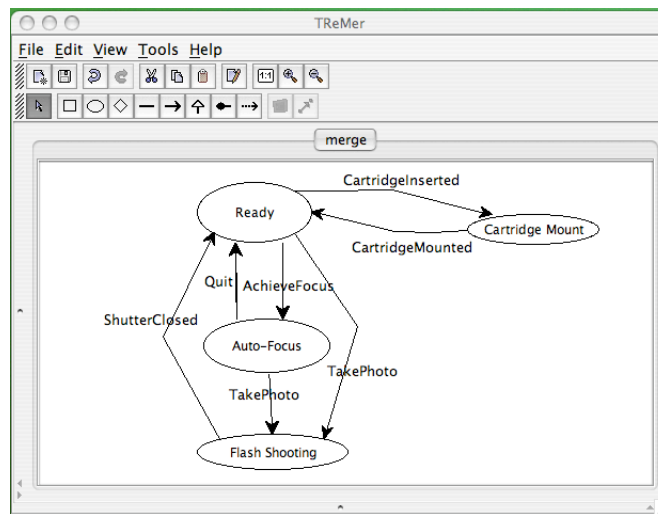 TReMer
File Edit View Tools Help
1:1
merge
CartridgeInserted
Ready
Cartridge Mount
CartridgeMounted
Quit
AchieveFocus
ShutterClosed
Auto-Focus
TakePhoto
TakePhoto
Flash Shooting